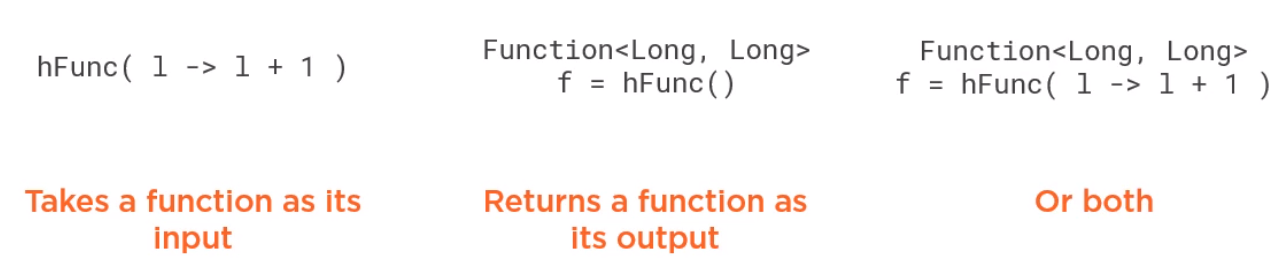 hFunc( l -> l + 1 )
Takes a function as its
input
Function<Long, Long>
f = hFunc()
Returns a function as
its output
Function<Long, Long>
f = hFunc( l -> l + 1 )
Or both